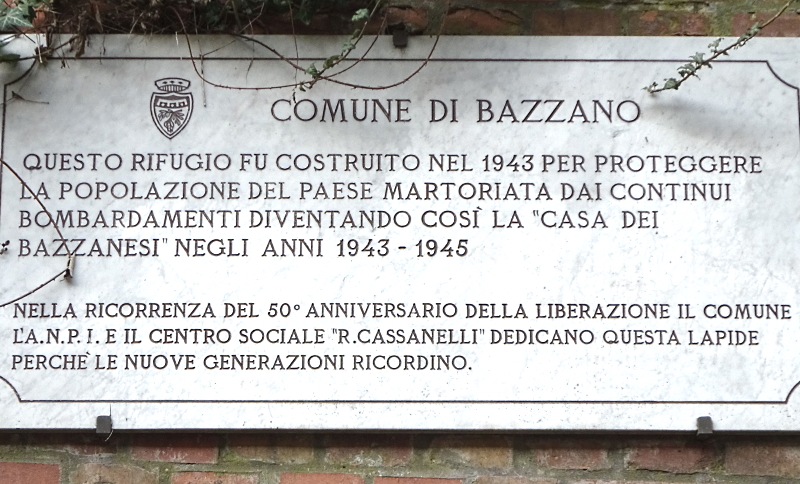 COMUNE DI BAZZANO
QUESTO RIFUGIO FU COSTRUITO NEL 1943 PER PROTEGGERE
LA POPOLAZIONE DEL PAESE MARTORIATA DAI CONTINUI
BOMBARDAMENTI DIVENTANDO COSÌ LA "CASA DEI
BAZZANESI" NEGLI ANNI 1943 - 1945
NELLA RICORRENZA DEL 50° ANNIVERSARIO DELLA LIBERAZIONE IL COMUNE
L'A.N.P.I. E IL CENTRO SOCIALE "R.CASSANELLI" DEDICANO QUESTA LAPIDE
PERCHÈ LE NUOVE GENERAZIONI RICORDINO.